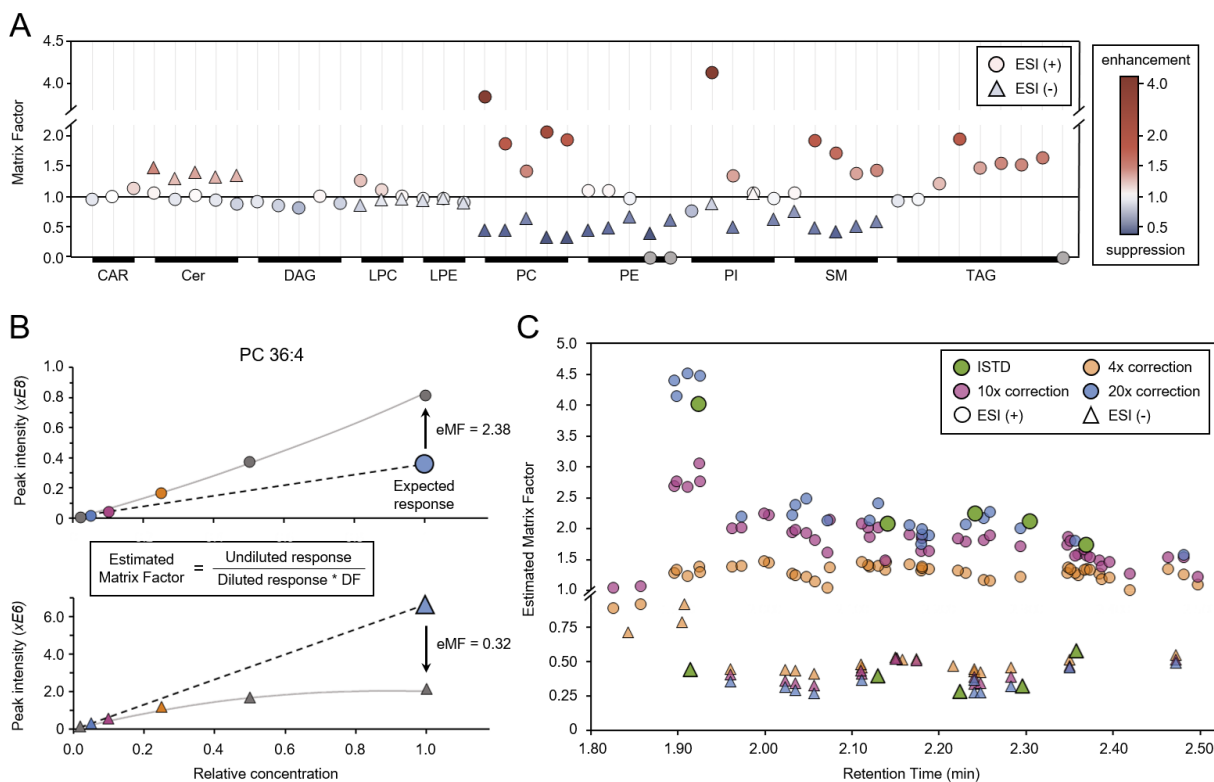 A
4.5
4.0
2.0
1.5
1.0
0.5
0.0
Matrix Factor
ESI (+)
ESI (-)
enhancement
4.0
2.0
1.5
1.0
0.5
suppression
CAR Cer DAG LPC LPE PC PE PI SM TAG
B
PC 36:4
1.0
0.8
0.6
0.4
0.2
0
Peak intensity (xE8)
eMF = 2.38
Expected
response
Estimated
Matrix Factor
=
Undiluted response
Diluted response * DF
6.0
4.0
2.0
0
Peak intensity (xE6)
eMF = 0.32
0.0 0.2 0.4 0.6 0.8 1.0
Relative concentration
C
5.0
4.5
4.0
3.5
3.0
2.5
2.0
1.5
1.0
0.75
0.50
0.25
0
Estimated Matrix Factor
ISTD 4x correction
10x correction 20x correction
ESI (+) ESI (-)
1.80 1.90 2.00 2.10 2.20 2.30 2.40 2.50
Retention Time (min)